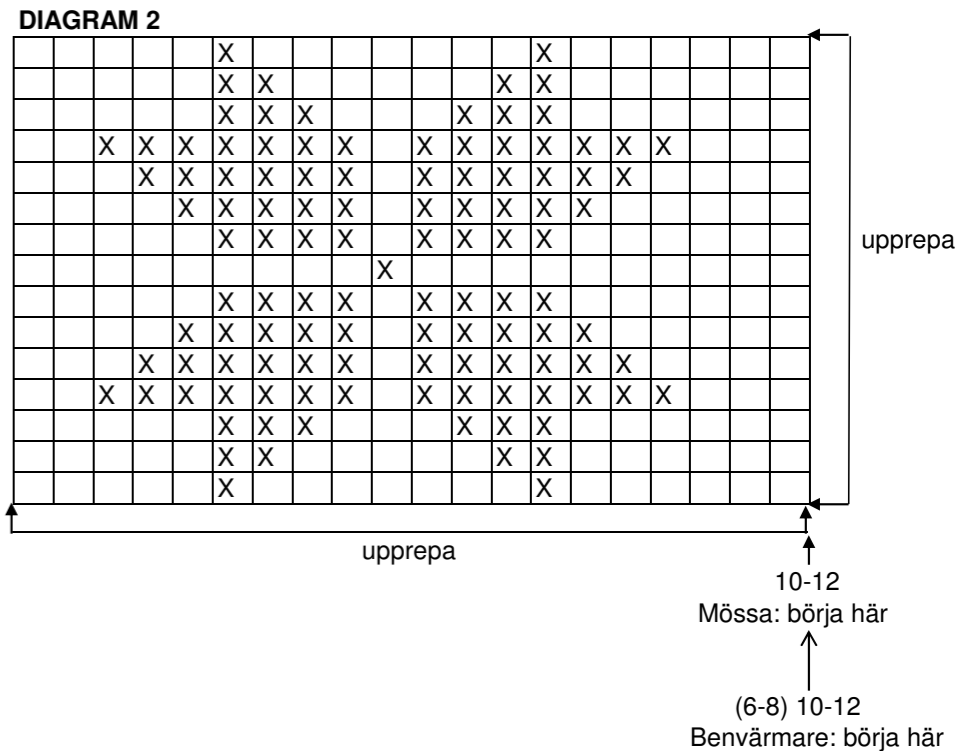 DIAGRAM 2
X X
X X X X
X X X X X X
X X X X X X X X X X X X X X
X X X X X X X X X X X X
X X X X X X X X X X
X X X X X X X X
X
X X X X X X X X
X X X X X X X X X X
X X X X X X X X X X X X
X X X X X X X X X X X X X X
X X X X X X
X X X X
X X
upprepa
upprepa
10-12
Mössa: börja här
(6-8) 10-12
Benvärmare: börja här